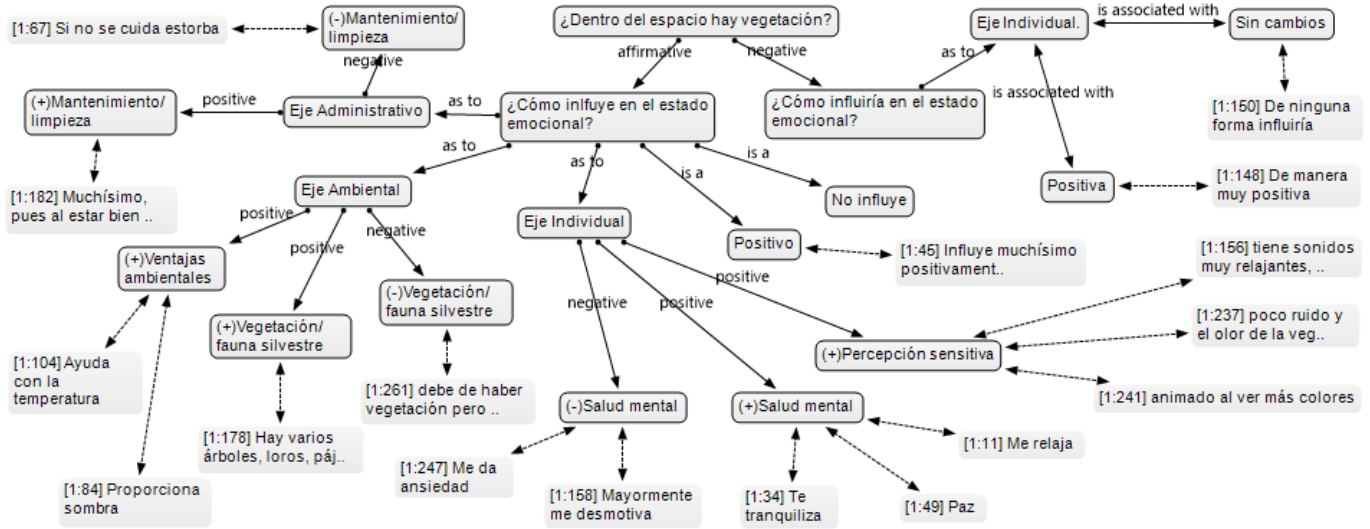 [1:67] Si no se cuida estorba
(-)Mantenimiento/
limpieza
¿Dentro del espacio hay vegetación?
Eje Individual.
is associated with
Sin cambios
negative
affirmative
negative
as to
(+)Mantenimiento/
limpieza
positive
Eje Administrativo
as to
¿Cómo inlfuye en el estado
emocional?
¿Cómo influiría en el estado
emocional?
is associated with
[1:150] De ninguna
forma influiría
[1:182] Muchísimo,
pues al estar bien ..
as to
as to
is a
is a
Eje Ambiental
No influye
Positiva
[1:148] De manera
muy positiva
positive
positive
negative
Eje Individual
Positivo
[1:45] Influye muchísimo
positivament..
[1:156] tiene sonidos
muy relajantes, ..
(+)Ventajas
ambientales
(-)Vegetación/
fauna silvestre
negative
positive
positive
[1:237] poco ruido y
el olor de la veg..
(+)Vegetación/
fauna silvestre
(+)Percepción sensitiva
[1:104] Ayuda
con la
temperatura
[1:261] debe de haber
vegetación pero ..
(-)Salud mental
(+)Salud mental
[1:241] animado al ver más colores
[1:178] Hay varios
árboles, loros, páj..
[1:11] Me relaja
[1:247] Me da
ansiedad
[1:84] Proporciona
sombra
[1:158] Mayormente
me desmotiva
[1:34] Te
tranquiliza
[1:49] Paz